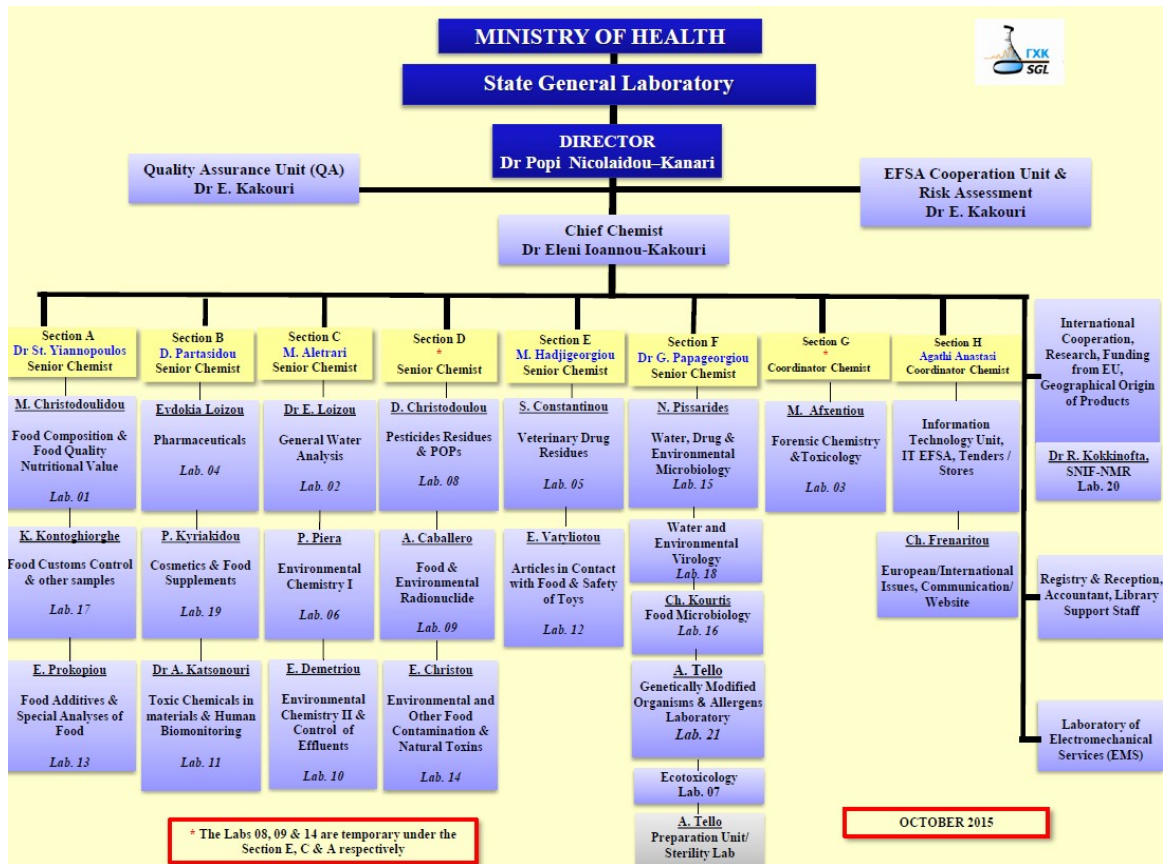 MINISTRY OF HEALTH
ΓΧΚ
SGL
State General Laboratory
DIRECTOR
Dr Popi Nicolaidou–Kanari
Quality Assurance Unit (QA)
Dr E. Kakouri
EFSA Cooperation Unit &
Risk Assessment
Dr E. Kakouri
Chief Chemist
Dr Eleni Ioannou-Kakouri
Section A
Dr St. Yiannopoulos
Senior Chemist
M. Christodoulidou
Food Composition &
Food Quality
Nutritional Value
Lab. 01
K. Kontoghiorghe
Food Customs Control
& other samples
Lab. 17
E. Prokopiou
Food Additives &
Special Analyses of
Food
Lab. 13
Section B
D. Partasidou
Senior Chemist
Evdokia Loizou
Pharmaceuticals
Lab. 04
P. Kyriakidou
Cosmetics & Food
Supplements
Lab. 19
Dr A. Katsonouri
Toxic Chemicals in
materials & Human
Biomonitoring
Lab. 11
Section C
M. Aletrari
Senior Chemist
Dr E. Loizou
General Water
Analysis
Lab. 02
P. Piera
Environmental
Chemistry I
Lab. 06
E. Demetriou
Environmental
Chemistry II &
Control of
Effluents
Lab. 10
Section D
*
Senior Chemist
D. Christodoulou
Pesticides Residues
& POPs
Lab. 08
A. Caballero
Food &
Environmental
Radionuclide
Lab. 09
E. Christou
Environmental and
Other Food
Contamination &
Natural Toxins
Lab. 14
Section E
M. Hadjigeorgiou
Senior Chemist
S. Constantinou
Veterinary Drug
Residues
Lab. 05
E. Vatyliotou
Articles in Contact
with Food & Safety
of Toys
Lab. 12
Section F
Dr G. Papageorgiou
Senior Chemist
N. Pissarides
Water, Drug &
Environmental
Microbiology
Lab. 15
Water and
Environmental
Virology
Lab. 18
Ch. Kourtis
Food Microbiology
Lab. 16
A. Tello
Genetically Modified
Organisms & Allergens
Laboratory
Lab. 21
Ecotoxicology
Lab. 07
A. Tello
Preparation Unit/
Sterility Lab
Section G
*
Coordinator Chemist
M. Afxentiou
Forensic Chemistry
&Toxicology
Lab. 03
Section H
Agathi Anastasi
Coordinator Chemist
Information
Technology Unit,
IT EFSA, Tenders /
Stores
Ch. Frenaritou
European/International
Issues, Communication/
Website
International
Cooperation,
Research, Funding
from EU,
Geographical Origin
of Products
Dr R. Kokkinofta,
SNIF-NMR
Lab. 20
Registry & Reception,
Accountant, Library
Support Staff
Laboratory of
Electromechanical
Services (EMS)
* The Labs 08, 09 & 14 are temporary under the
Section E, C & A respectively
OCTOBER 2015